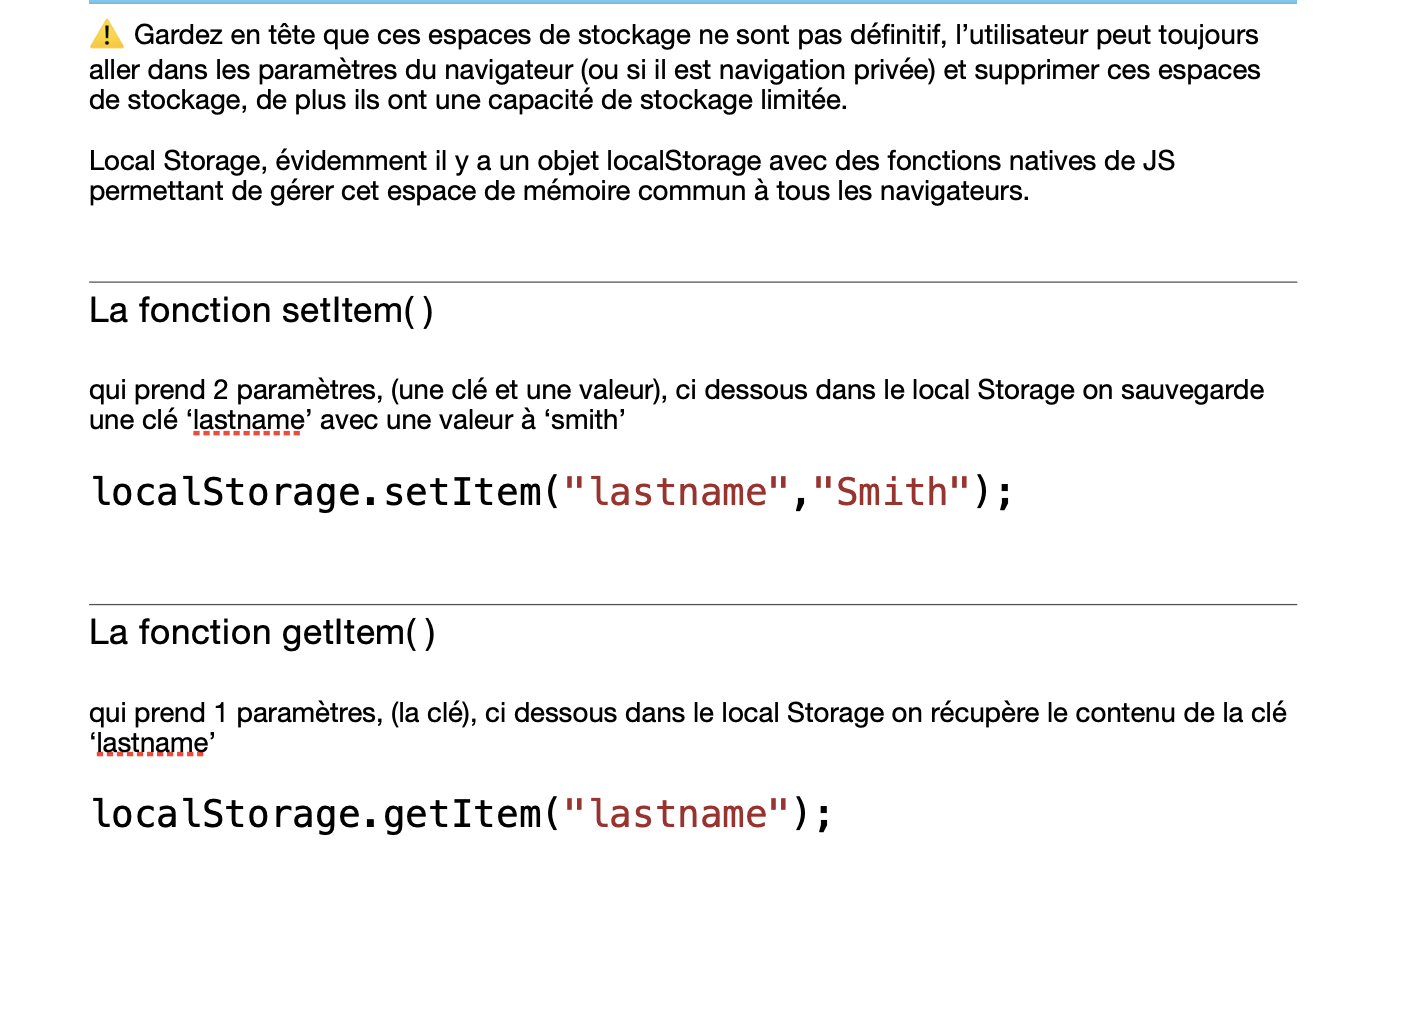 ⚠️ Gardez en tête que ces espaces de stockage ne sont pas définitif, l’utilisateur peut toujours
aller dans les paramètres du navigateur (ou si il est navigation privée) et supprimer ces espaces
de stockage, de plus ils ont une capacité de stockage limitée.
Local Storage, évidemment il y a un objet localStorage avec des fonctions natives de JS
permettant de gérer cet espace de mémoire commun à tous les navigateurs.
La fonction setItem( )
qui prend 2 paramètres, (une clé et une valeur), ci dessous dans le local Storage on sauvegarde
une clé ‘lastname’ avec une valeur à ‘smith’
localStorage.setItem("lastname","Smith");
La fonction getItem( )
qui prend 1 paramètres, (la clé), ci dessous dans le local Storage on récupère le contenu de la clé
‘lastname’
localStorage.getItem("lastname");